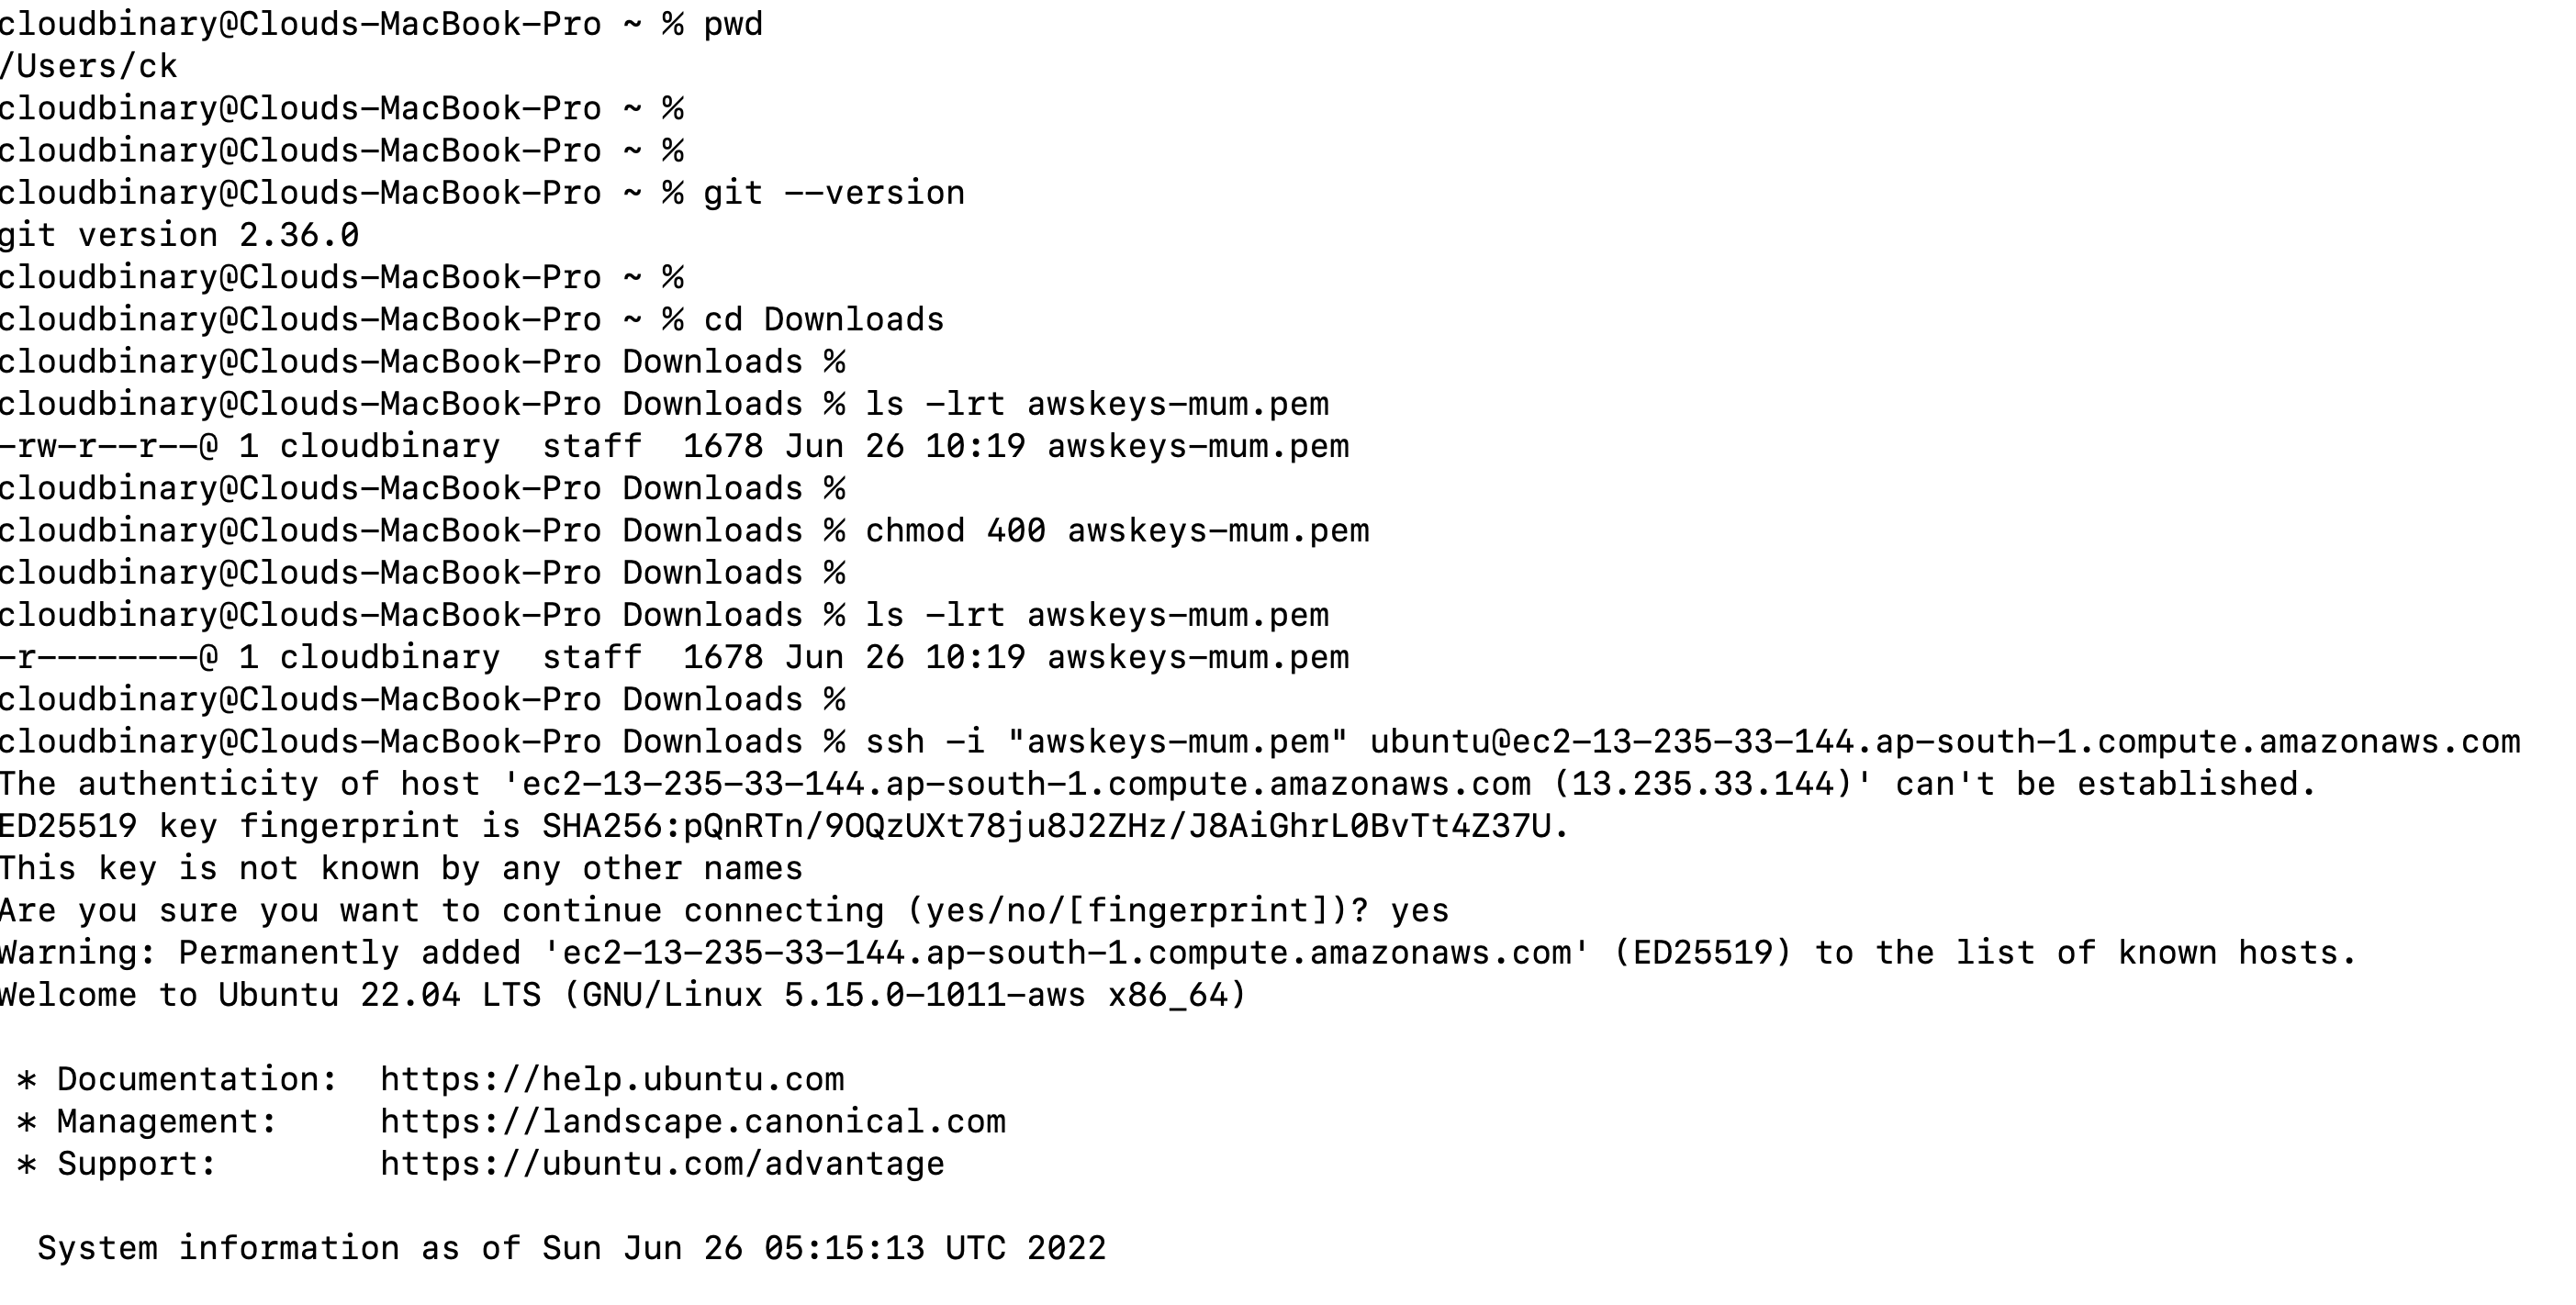 cloudbinary@Clouds-MacBook-Pro ~ % pwd
/Users/ck
cloudbinary@Clouds-MacBook-Pro ~ %
cloudbinary@Clouds-MacBook-Pro ~ %
cloudbinary@Clouds-MacBook-Pro ~ % git --version
git version 2.36.0
cloudbinary@Clouds-MacBook-Pro ~ %
cloudbinary@Clouds-MacBook-Pro ~ % cd Downloads
cloudbinary@Clouds-MacBook-Pro Downloads %
cloudbinary@Clouds-MacBook-Pro Downloads % ls -lrt awskeys-mum.pem
-rw-r--r--@ 1 cloudbinary  staff  1678 Jun 26 10:19 awskeys-mum.pem
cloudbinary@Clouds-MacBook-Pro Downloads %
cloudbinary@Clouds-MacBook-Pro Downloads % chmod 400 awskeys-mum.pem
cloudbinary@Clouds-MacBook-Pro Downloads %
cloudbinary@Clouds-MacBook-Pro Downloads % ls -lrt awskeys-mum.pem
-r--------@ 1 cloudbinary  staff  1678 Jun 26 10:19 awskeys-mum.pem
cloudbinary@Clouds-MacBook-Pro Downloads %
cloudbinary@Clouds-MacBook-Pro Downloads % ssh -i "awskeys-mum.pem" ubuntu@ec2-13-235-33-144.ap-south-1.compute.amazonaws.com
The authenticity of host 'ec2-13-235-33-144.ap-south-1.compute.amazonaws.com (13.235.33.144)' can't be established.
ED25519 key fingerprint is SHA256:pQnRTn/9OQzUXt78ju8J2ZHz/J8AiGhrL0BvTt4Z37U.
This key is not known by any other names
Are you sure you want to continue connecting (yes/no/[fingerprint])? yes
Warning: Permanently added 'ec2-13-235-33-144.ap-south-1.compute.amazonaws.com' (ED25519) to the list of known hosts.
Welcome to Ubuntu 22.04 LTS (GNU/Linux 5.15.0-1011-aws x86_64)
* Documentation:  https://help.ubuntu.com
* Management:     https://landscape.canonical.com
* Support:        https://ubuntu.com/advantage
System information as of Sun Jun 26 05:15:13 UTC 2022